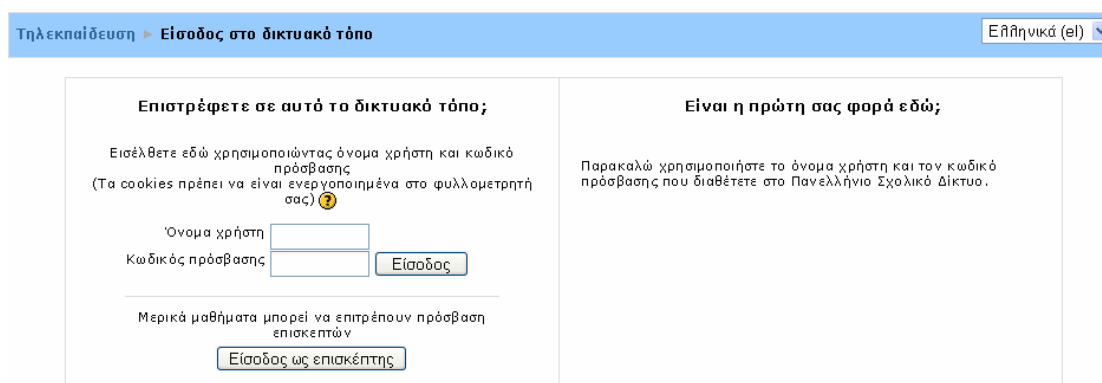 Τηλεκπαίδευση ► Είσοδος στο δικτυακό τόπο
Ελληνικά (el)
Επιστρέφετε σε αυτό το δικτυακό τόπο;
Εισέλθετε εδώ χρησιμοποιώντας όνομα χρήστη και κωδικό
πρόσβασης
(Τα cookies πρέπει να είναι ενεργοποιημένα στο φυλλομετρητή
σας) ?
Όνομα χρήστη
Κωδικός πρόσβασης
Είσοδος
Μερικά μαθήματα μπορεί να επιτρέπουν πρόσβαση
επισκεπτών
Είσοδος ως επισκέπτης
Είναι η πρώτη σας φορά εδώ;
Παρακαλώ χρησιμοποιήστε το όνομα χρήστη και τον κωδικό
πρόσβασης που διαθέτετε στο Πανελλήνιο Σχολικό Δίκτυο.